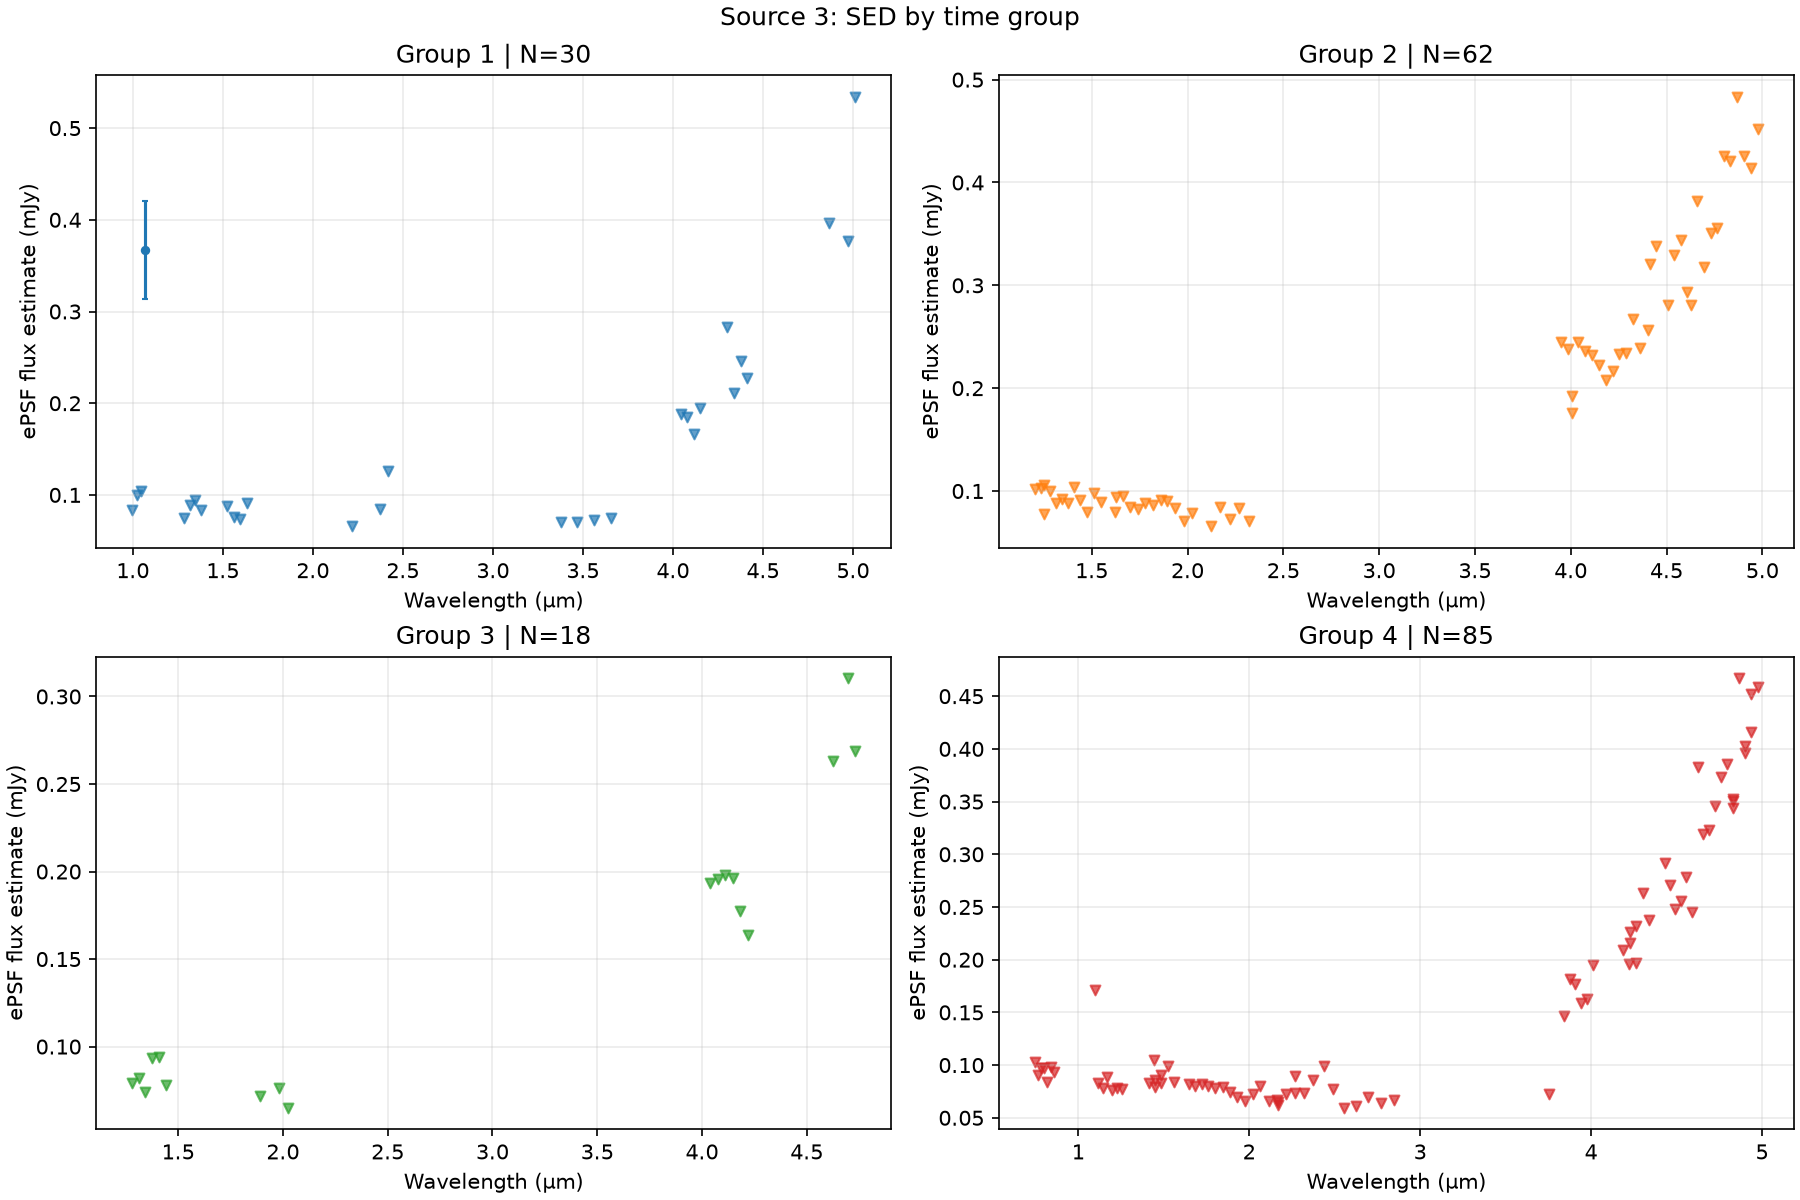 Source 3: SED by time group
Group 1 | N=30
0.5
0.4
0.3
0.2
0.1
ePSF flux estimate (mJy)
1.0 1.5 2.0 2.5 3.0 3.5 4.0 4.5 5.0
Wavelength (μm)
Group 2 | N=62
0.5
0.4
0.3
0.2
0.1
ePSF flux estimate (mJy)
1.5 2.0 2.5 3.0 3.5 4.0 4.5 5.0
Wavelength (μm)
Group 3 | N=18
0.30
0.25
0.20
0.15
0.10
ePSF flux estimate (mJy)
1.5 2.0 2.5 3.0 3.5 4.0 4.5
Wavelength (μm)
Group 4 | N=85
0.45
0.40
0.35
0.30
0.25
0.20
0.15
0.10
0.05
ePSF flux estimate (mJy)
1 2 3 4 5
Wavelength (μm)